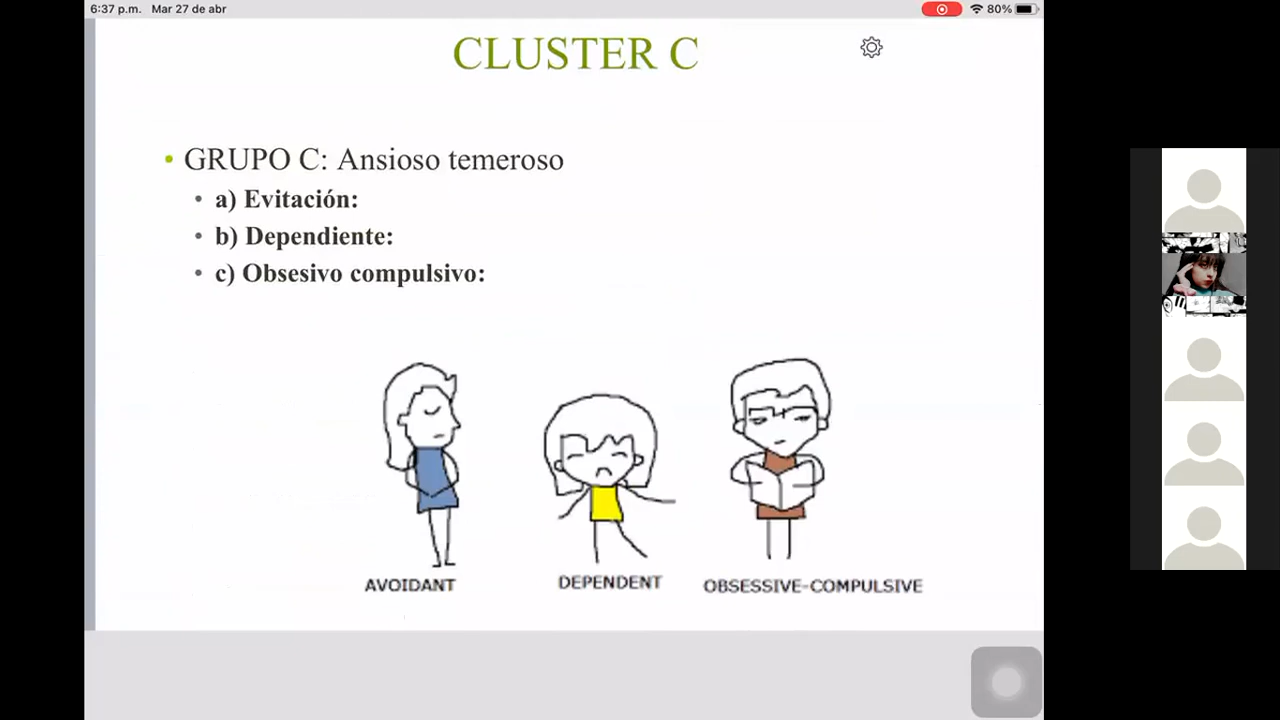 6:37 p.m. Mar 27 de abr
80%
CLUSTER C
• GRUPO C: Ansioso temeroso
• a) Evitación:
• b) Dependiente:
• c) Obsesivo compulsivo:
AVOIDANT
DEPENDENT
OBSESSIVE-COMPULSIVE